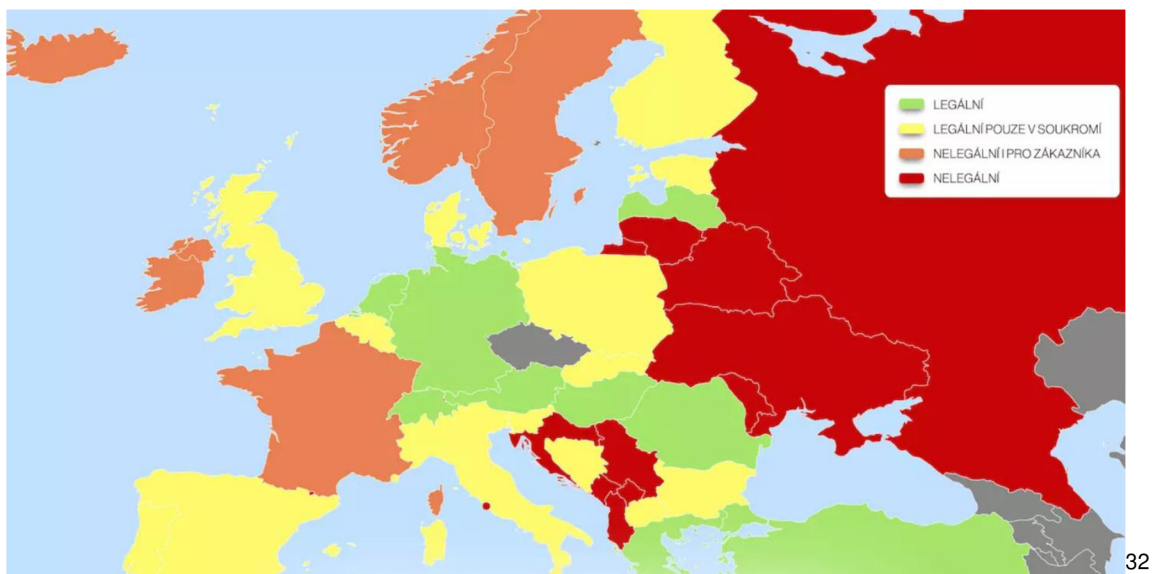 LEGÁLNÍ
LEGÁLNÍ POUZE V SOUKROMÍ
NELEGÁLNÍ I PRO ZÁKAZNÍKA
NELEGÁLNÍ
32